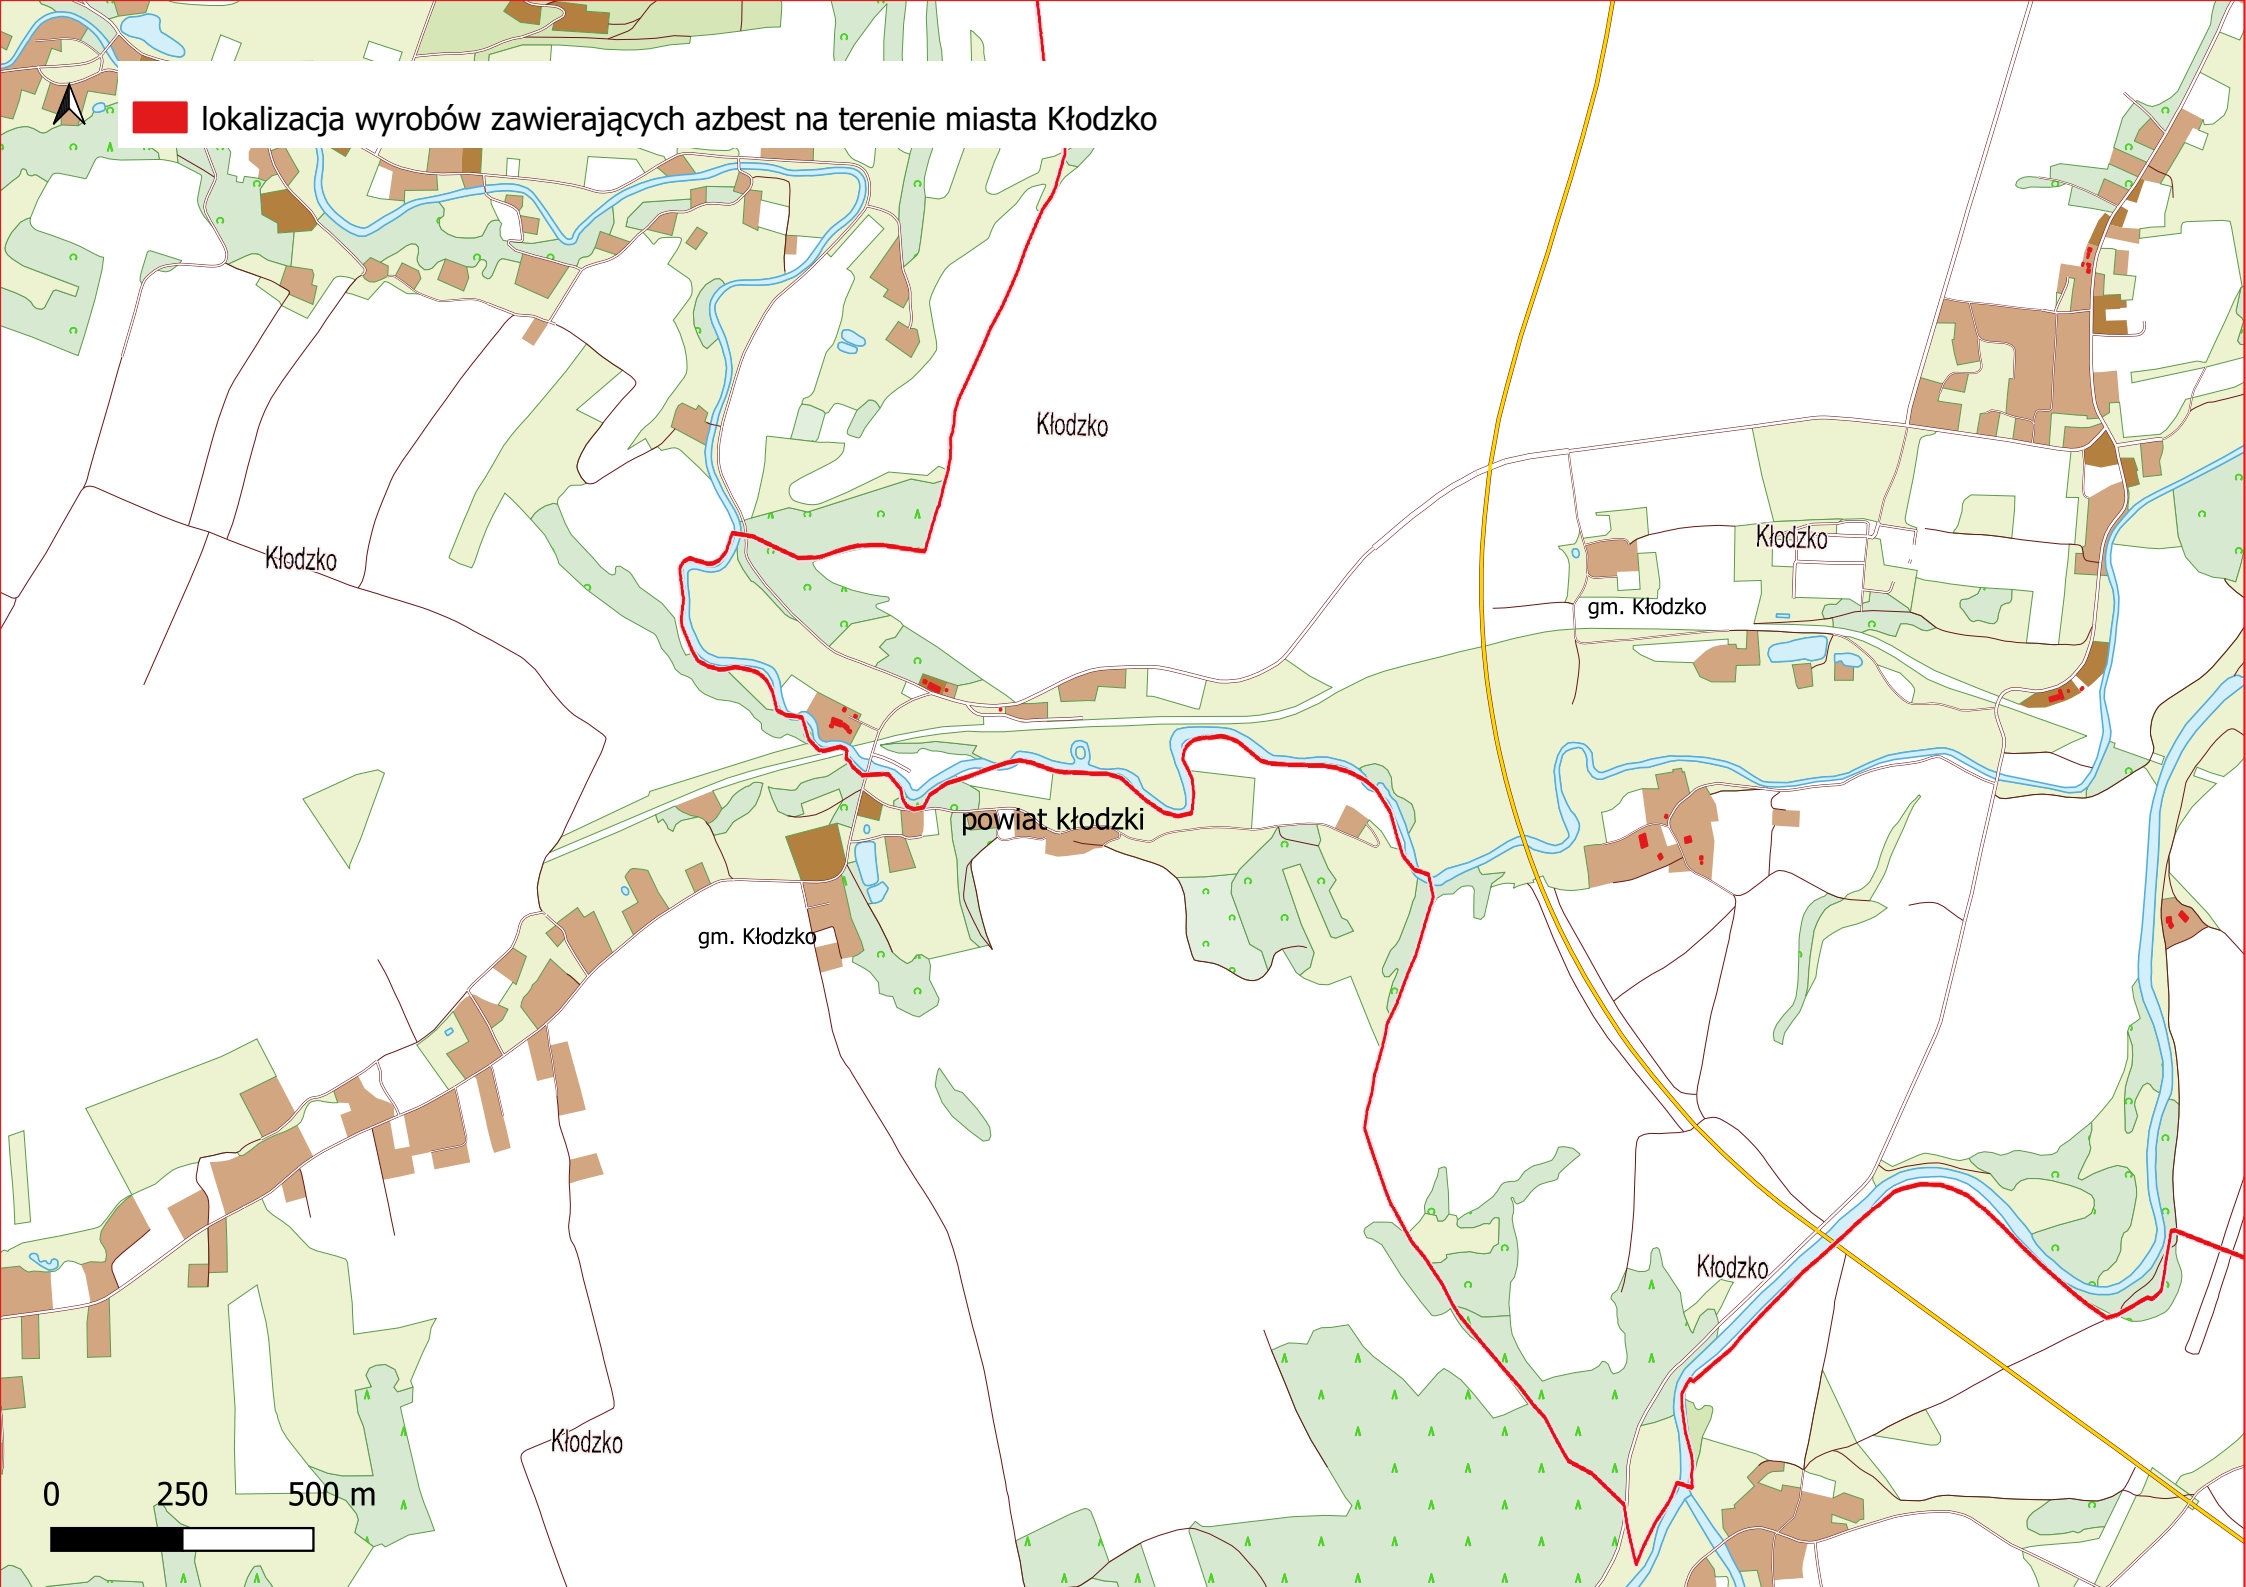 lokalizacja wyrobów zawierających azbest na terenie miasta Kłodzko
Kłodzko
Kłodzko
Kłodzko
gm. Kłodzko
powiat kłodzki
gm. Kłodzko
Kłodzko
Kłodzko
0 250 500 m